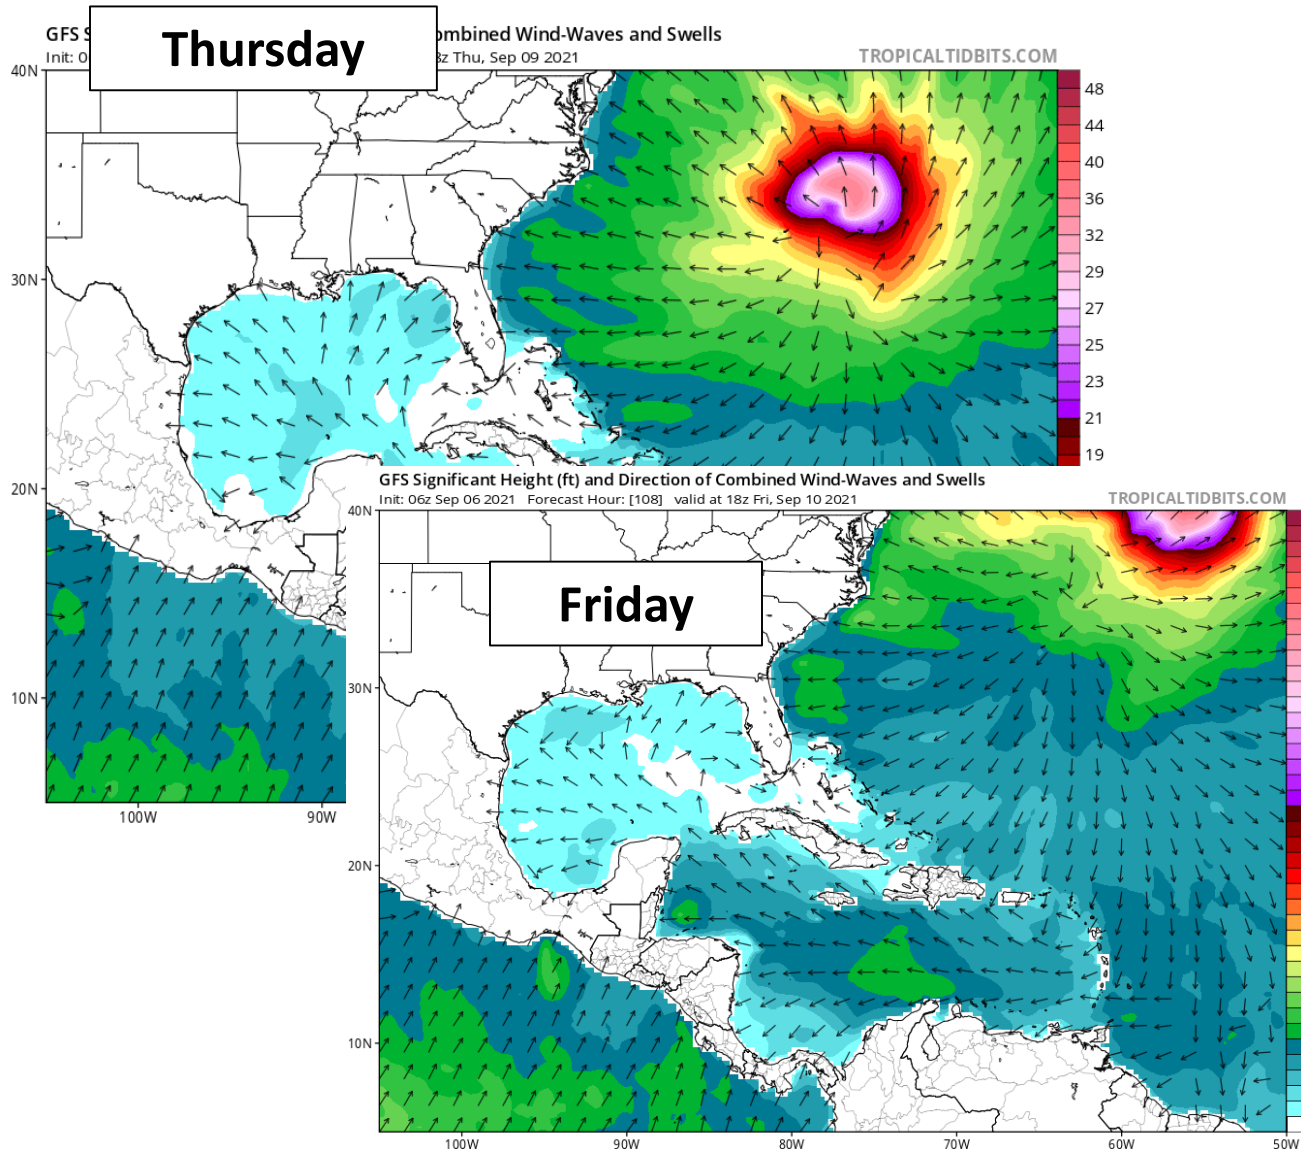 Thursday
GFS S
ombined Wind-Waves and Swells
Init: 0
8z Thu, Sep 09 2021
TROPICALTIDBITS.COM
40N
30N
20N
10N
100W
90W
48
44
40
36
32
29
27
25
23
21
19
GFS Significant Height (ft) and Direction of Combined Wind-Waves and Swells
Init: 06z Sep 06 2021 Forecast Hour: [108] valid at 18z Fri, Sep 10 2021
TROPICALTIDBITS.COM
Friday
40N
30N
20N
10N
100W
90W
80W
70W
60W
50W